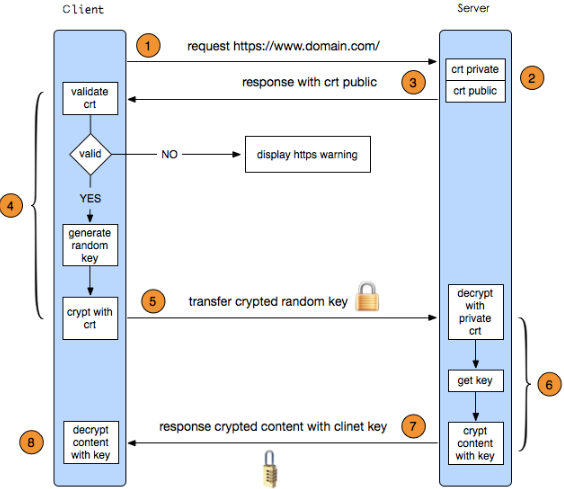 Client
Server
1
request https://www.domain.com/
crt private
2
response with crt public
3
crt public
validate
crt
valid
NO
display https warning
4
YES
generate
random
key
5
transfer crypted random key
decrypt
with
private
crt
crypt with
crt
get key
6
response crypted content with clinet key
7
crypt
content
with key
decrypt
content
with key
8